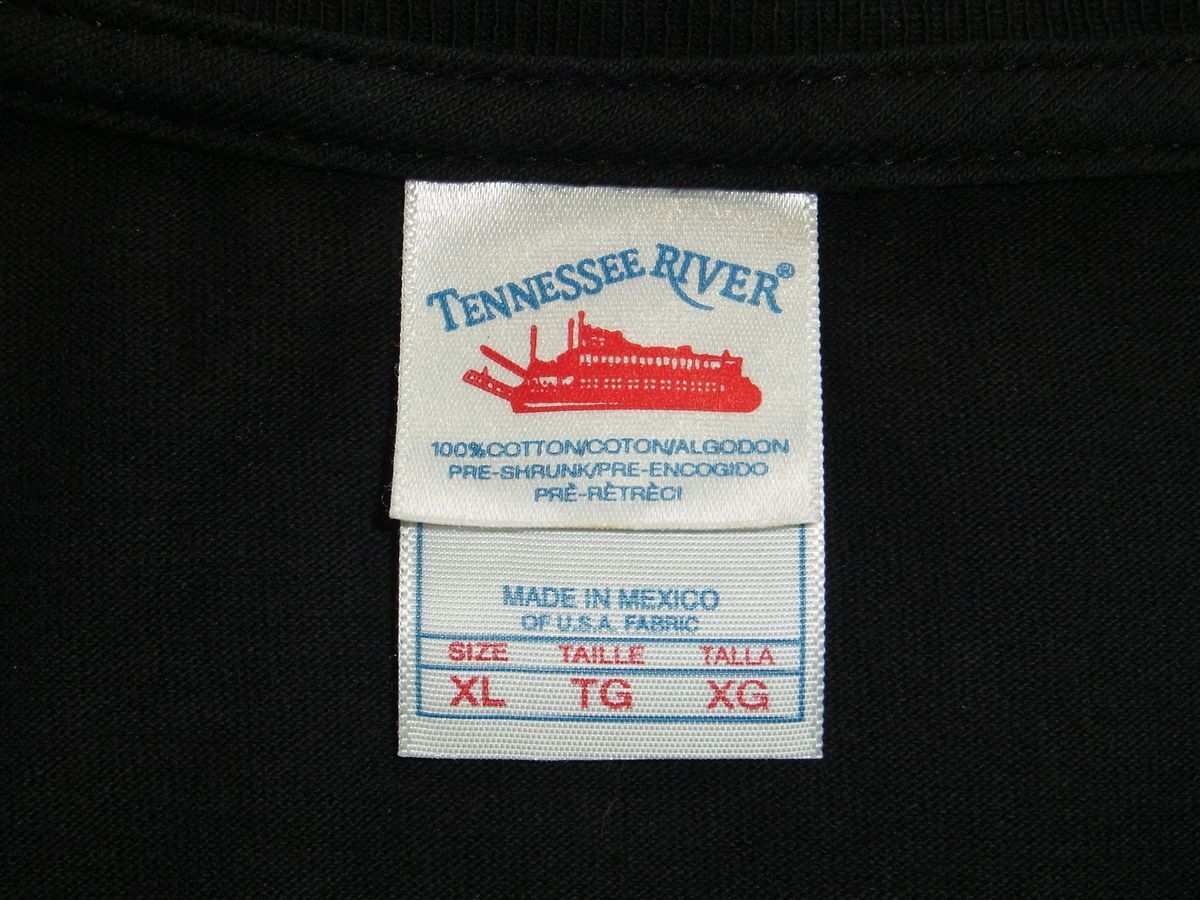 TENNESSEE RIVER®
100% COTTON/COTON/ALGODON
PRE-SHRUNK/PRE-ENCOGIDO
PRÈ-RÈTRÈCI
MADE IN MEXICO
OF U.S.A. FABRIC
SIZE TAILLE TALLA
XL TG XG